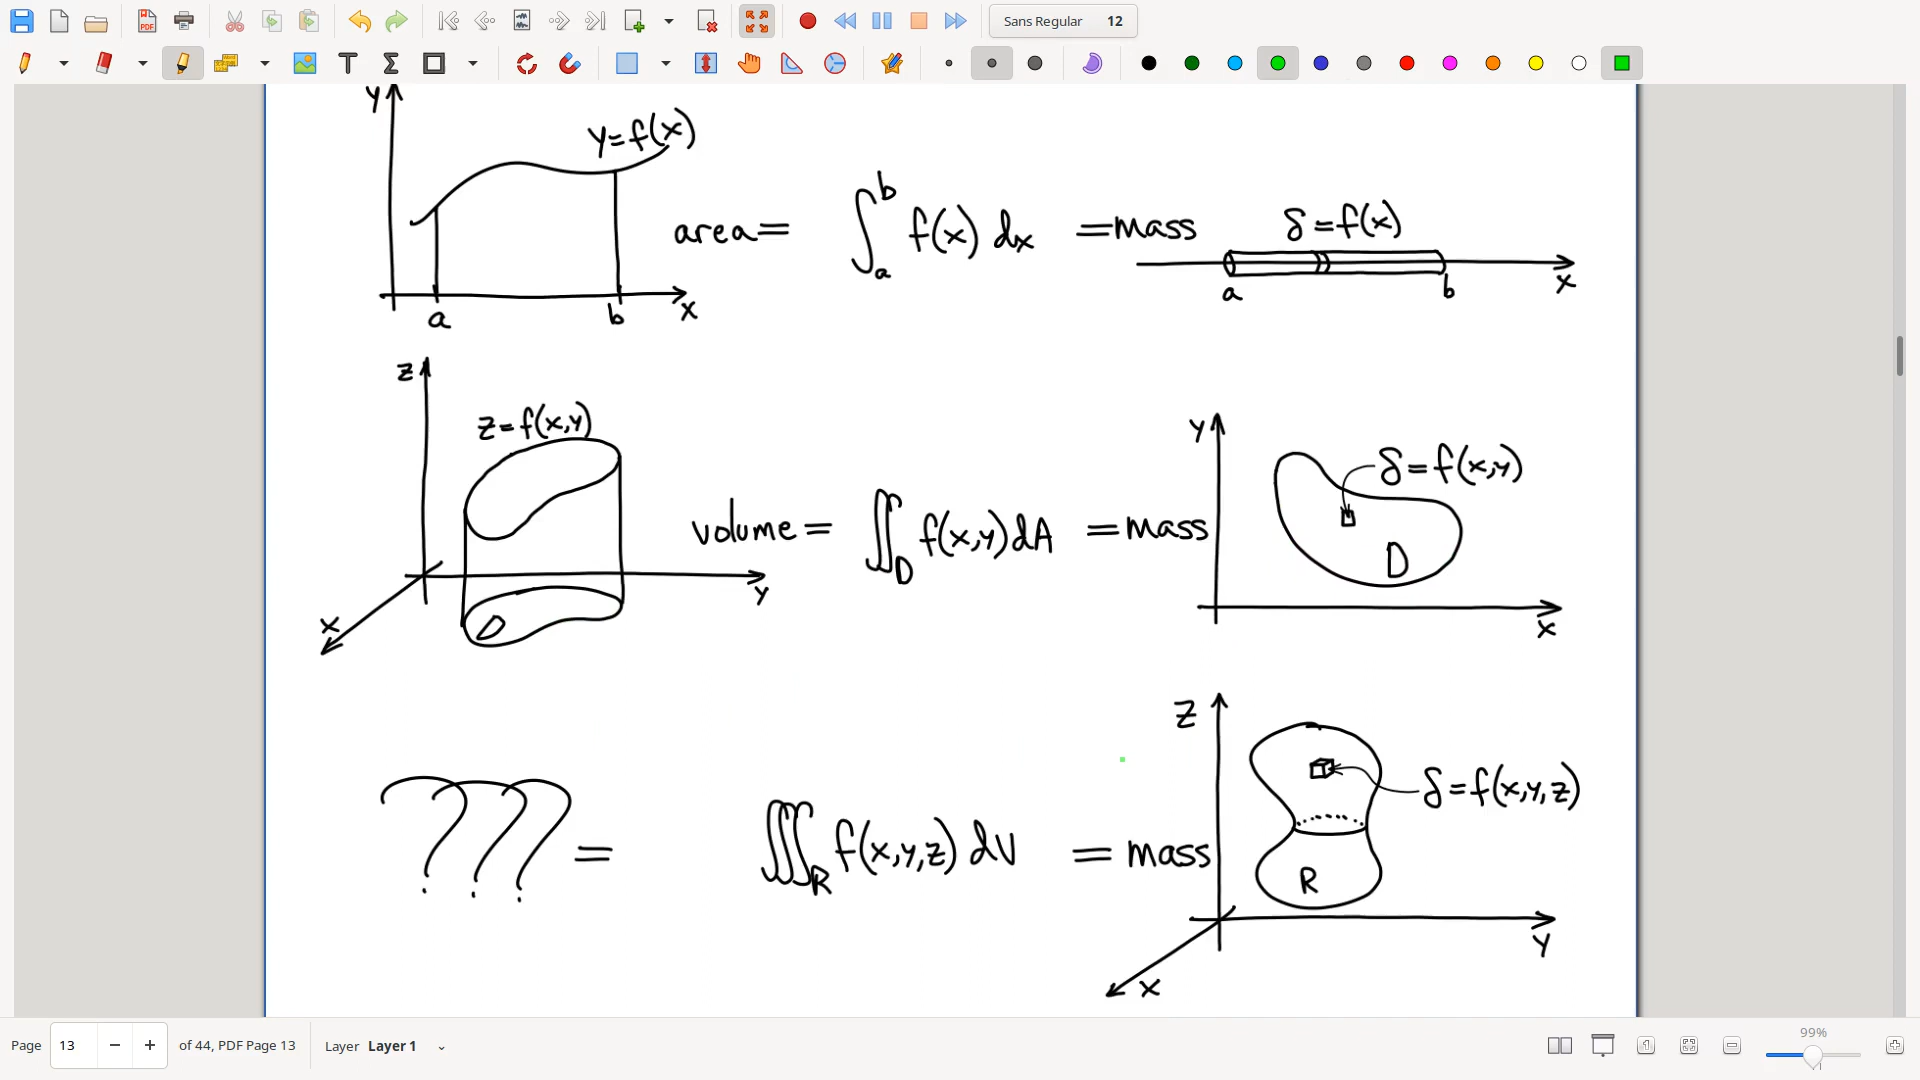 Sans Regular 12
y
y=f(x)
area= ∫_a^b f(x) dx =mass
δ=f(x)
a b x
a b x
z
z=f(x,y)
y
δ=f(x,y)
volume= ∬_D f(x,y)dA =mass
D
y
x
D
x
z
???= ∭_R f(x,y,z) dV = mass
δ=f(x,y,z)
R
y
x
Page 13 of 44, PDF Page 13 Layer Layer 1
99%